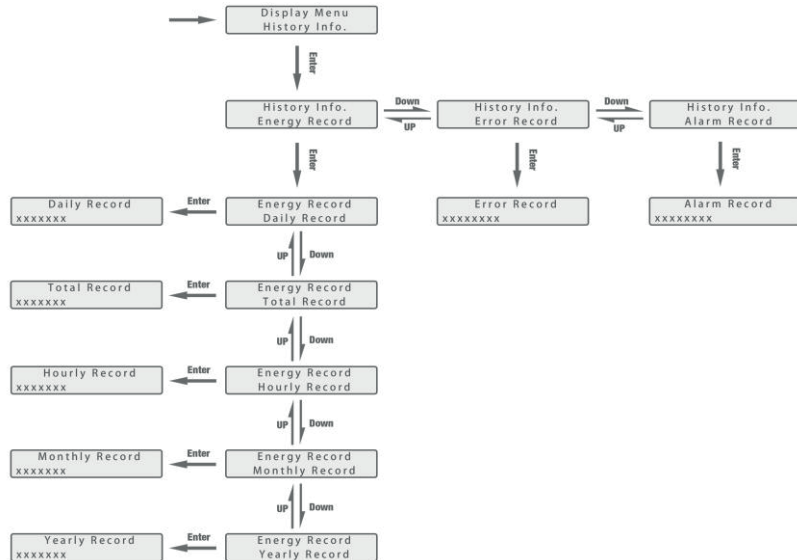 Display Menu
History Info.
Enter
History Info.
Energy Record
Down
UP
History Info.
Error Record
Down
UP
History Info.
Alarm Record
Enter
Enter
Enter
Daily Record
xxxxxxx
Enter
Energy Record
Daily Record
Error Record
xxxxxxxx
Alarm Record
xxxxxxxx
UP
Down
Total Record
xxxxxxx
Enter
Energy Record
Total Record
UP
Down
Hourly Record
xxxxxxx
Enter
Energy Record
Hourly Record
UP
Down
Monthly Record
xxxxxxx
Enter
Energy Record
Monthly Record
UP
Down
Yearly Record
xxxxxxx
Enter
Energy Record
Yearly Record